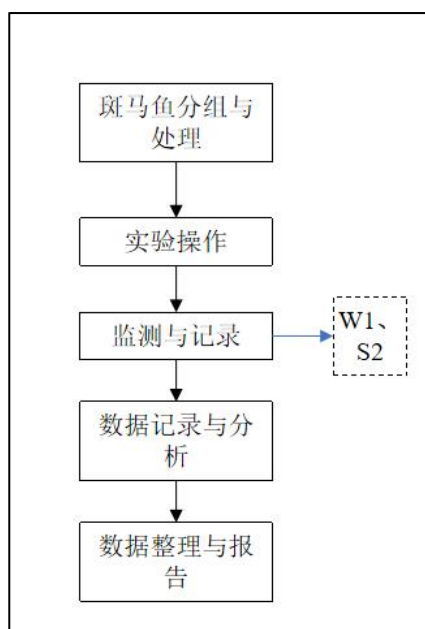 斑马鱼分组与
处理
实验操作
监测与记录
W1、
S2
数据记录与分
析
数据整理与报
告